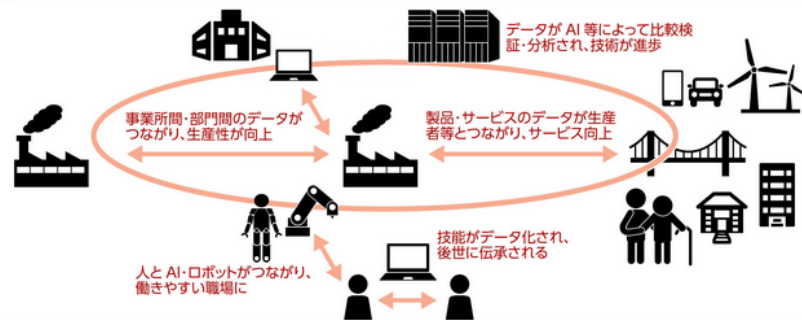 データが AI 等によって比較検
証・分析され、技術が進歩
事業所間・部門間のデータが
つながり、生産性が向上
製品・サービスのデータが生産
者等とつながり、サービス向上
技能がデータ化され、
後世に伝承される
人と AI・ロボットがつながり、
働きやすい職場に